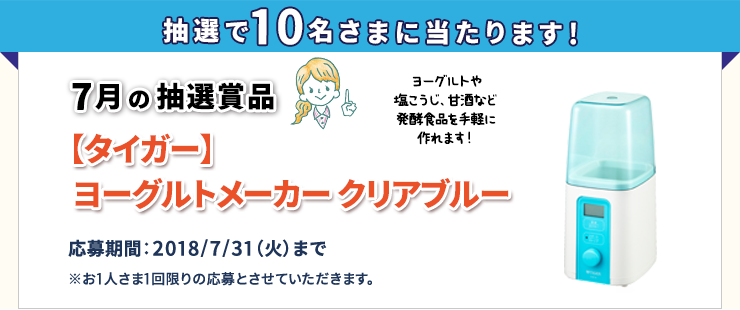 抽選で10名さまに当たります!
7月の抽選賞品
ヨーグルトや
塩こうじ、甘酒など
発酵食品を手軽に
作れます!
【タイガー】
ヨーグルトメーカー クリアブルー
応募期間：2018/7/31（火）まで
※お1人さま1回限りの応募とさせていただきます。